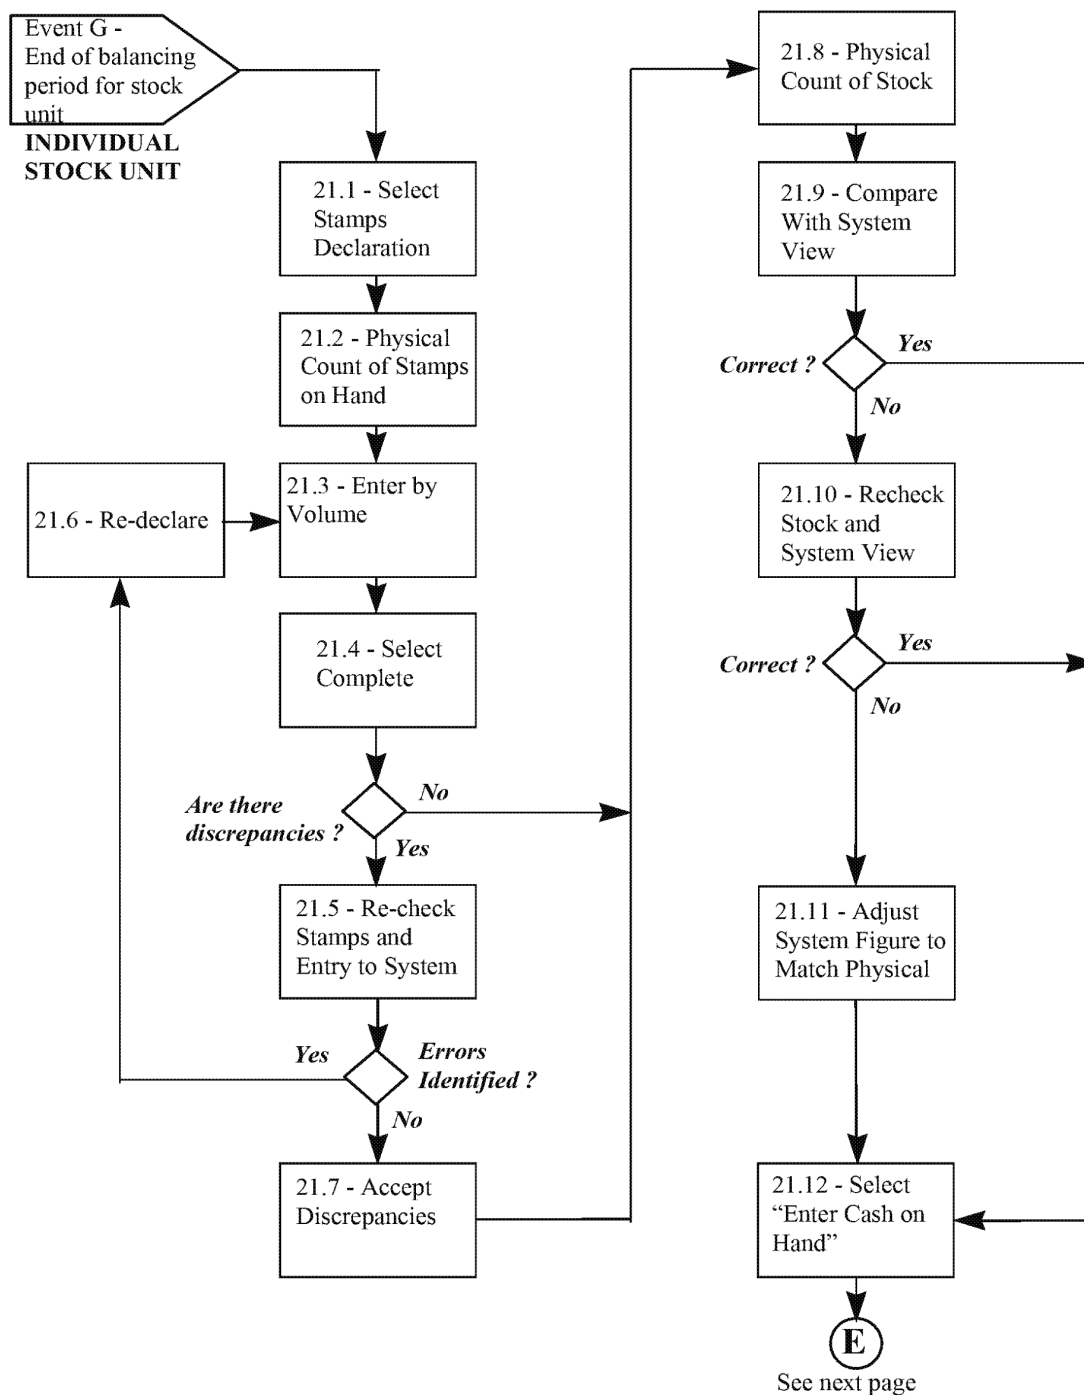 Event G -
End of balancing
period for stock
unit
INDIVIDUAL
STOCK UNIT
21.1 - Select
Stamps
Declaration
21.2 - Physical
Count of Stamps
on Hand
21.3 - Enter by
Volume
21.6 - Re-declare
21.4 - Select
Complete
Are there
discrepancies ?
No
Yes
21.5 - Re-check
Stamps and
Entry to System
Yes
Errors
Identified ?
No
21.7 - Accept
Discrepancies
21.8 - Physical
Count of Stock
21.9 - Compare
With System
View
Correct ?
Yes
No
21.10 - Recheck
Stock and
System View
Correct ?
Yes
No
21.11 - Adjust
System Figure to
Match Physical
21.12 - Select
“Enter Cash on
Hand”
E
See next page